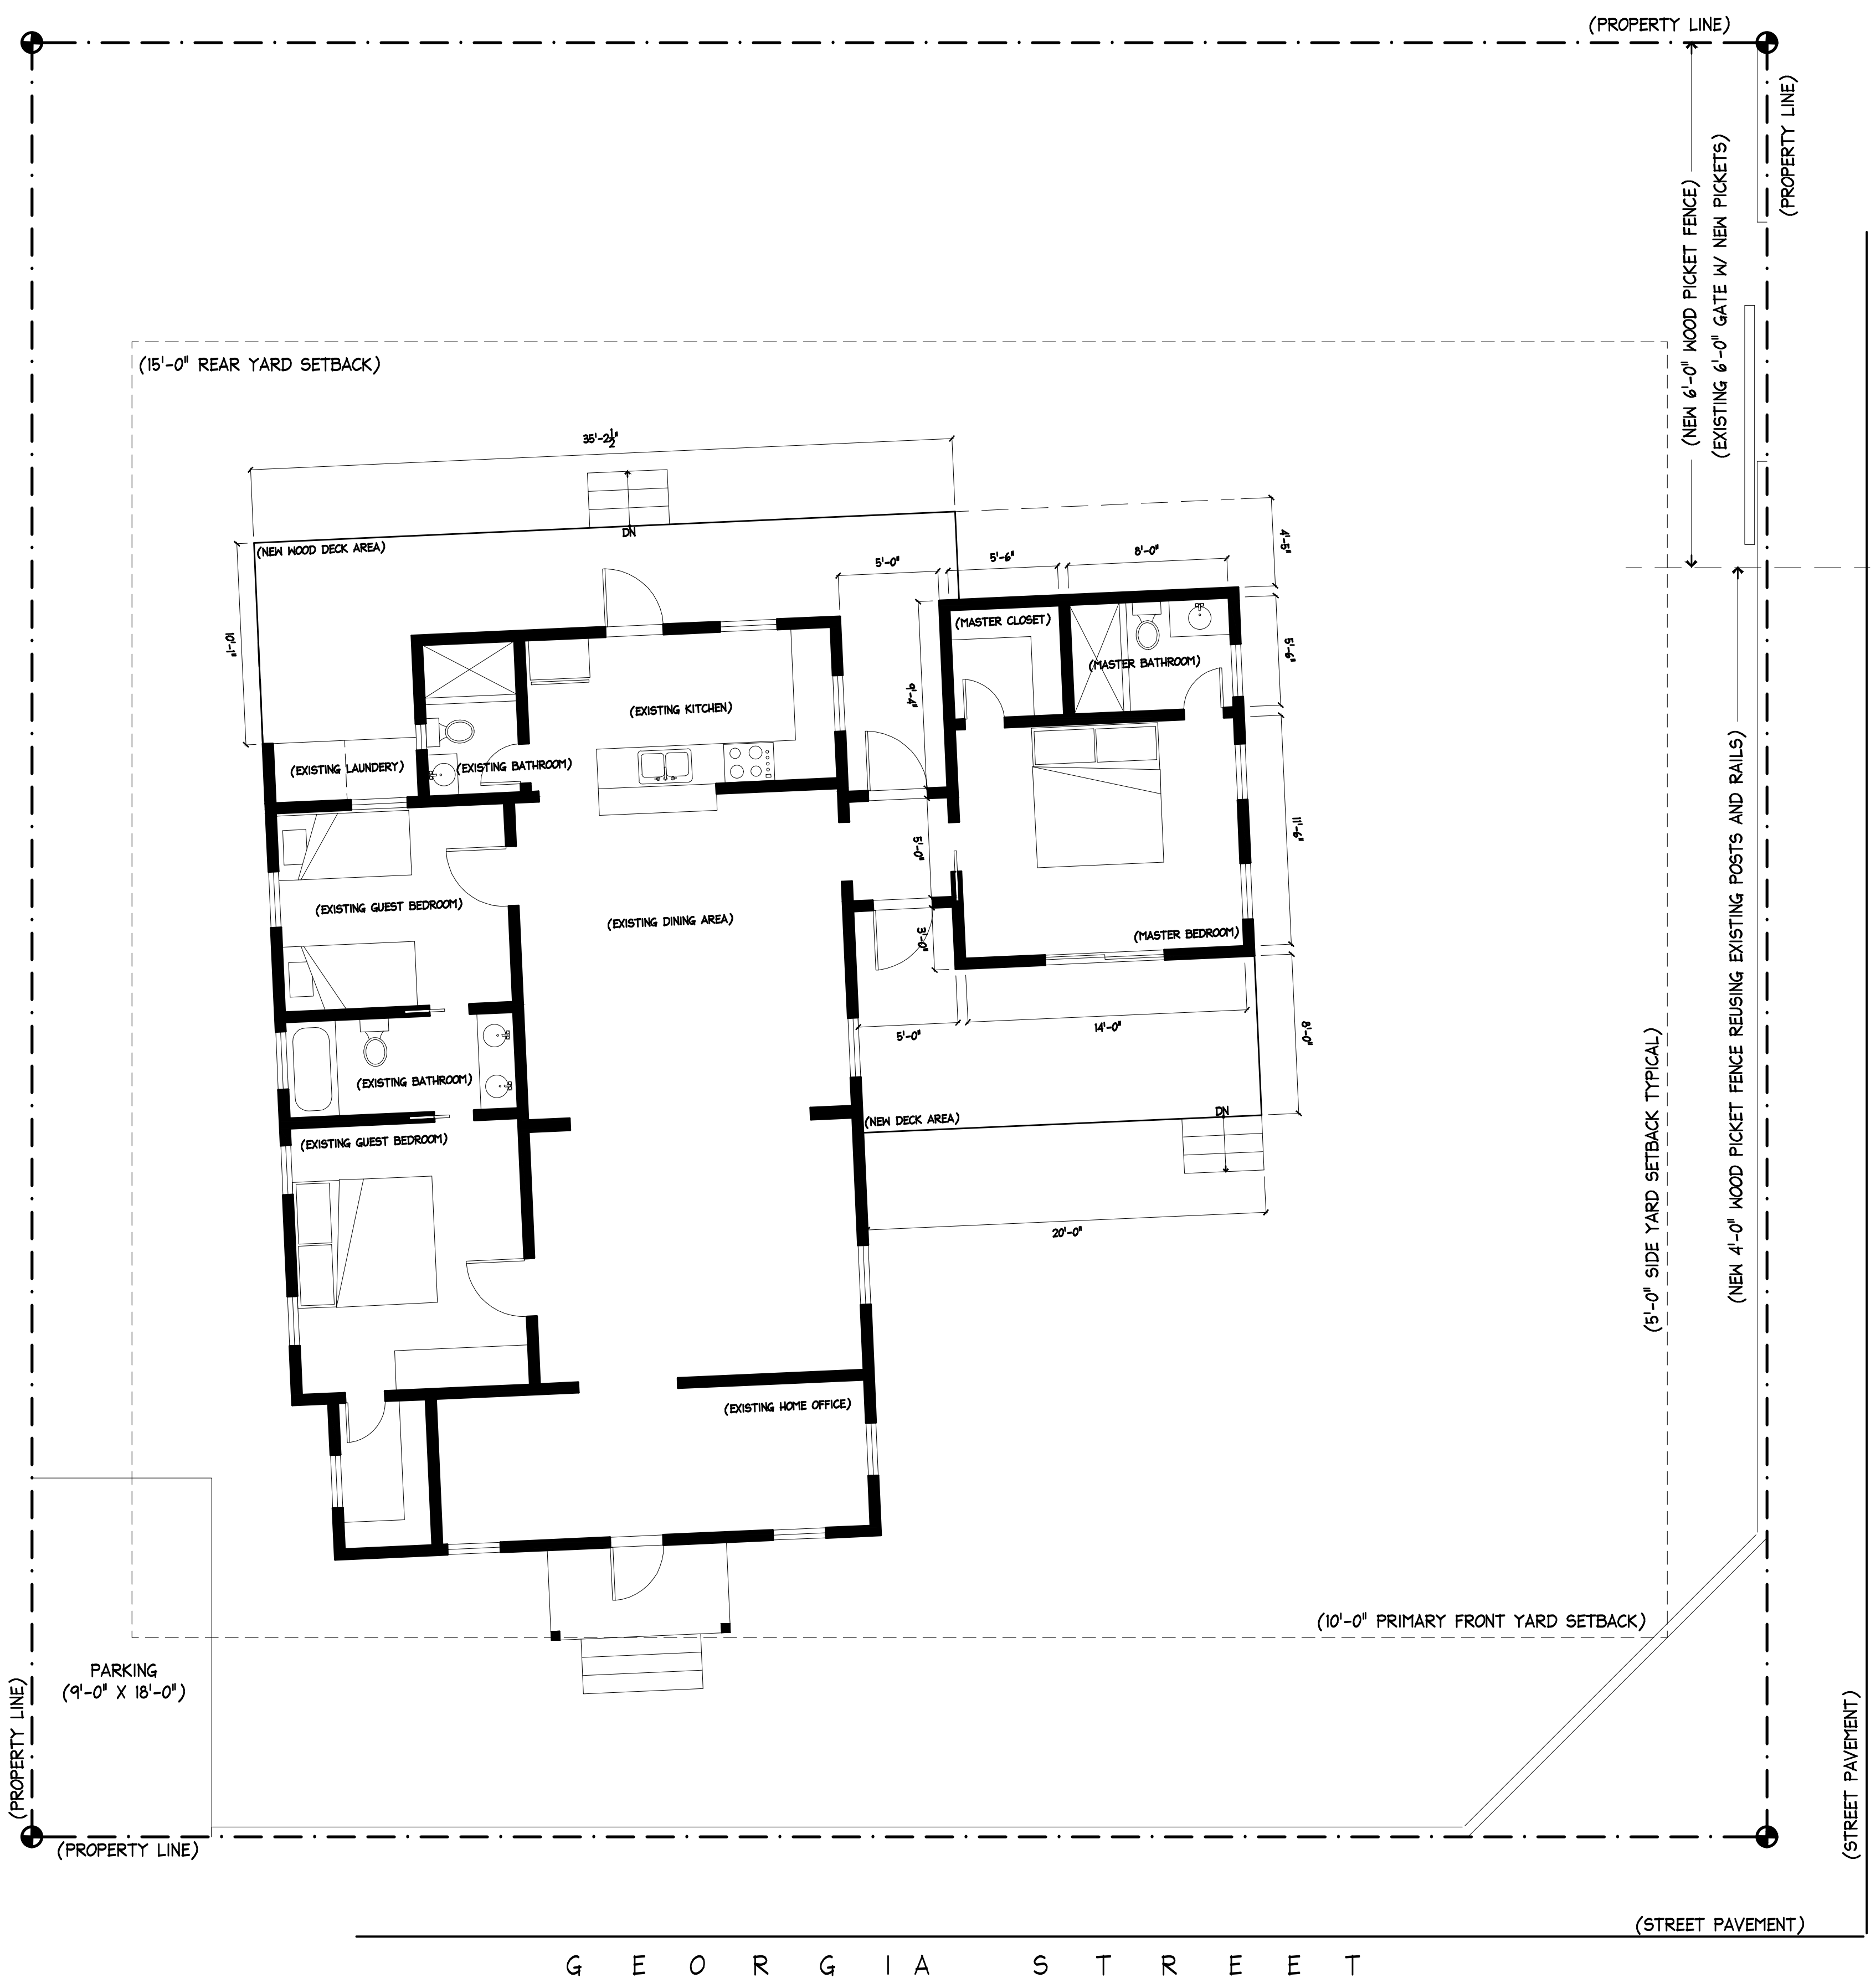 (PROPERTY LINE)
(PROPERTY LINE)
(NEW 6'-0" WOOD PICKET FENCE)
(EXISTING 6'-0" GATE W/ NEW PICKETS)
(15'-0" REAR YARD SETBACK)
35'-2½"
DN
(NEW WOOD DECK AREA)
4'-5"
5'-0"
5'-6"
8'-0"
10'-1"
(MASTER CLOSET)
5'-6"
(MASTER BATHROOM)
9'-4"
(EXISTING KITCHEN)
(EXISTING LAUNDERY)
(EXISTING BATHROOM)
11'-6"
5'-0"
(EXISTING GUEST BEDROOM)
(EXISTING DINING AREA)
3'-0"
(MASTER BEDROOM)
(NEW 4'-0" WOOD PICKET FENCE REUSING EXISTING POSTS AND RAILS)
5'-0"
14'-0"
8'-0"
(EXISTING BATHROOM)
(NEW DECK AREA)
DN
(EXISTING GUEST BEDROOM)
(5'-0" SIDE YARD SETBACK TYPICAL)
20'-0"
(EXISTING HOME OFFICE)
(10'-0" PRIMARY FRONT YARD SETBACK)
PARKING
(9'-0" X 18'-0")
(PROPERTY LINE)
(PROPERTY LINE)
(STREET PAVEMENT)
(STREET PAVEMENT)
GEORGIA STREET